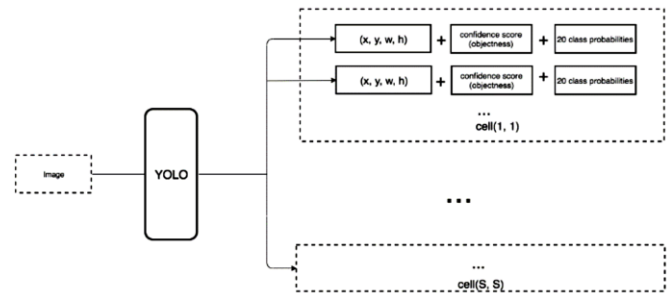 (x, y, w, h) + confidence score (objectness) + 20 class probabilities
(x, y, w, h) + confidence score (objectness) + 20 class probabilities
...
cell(1, 1)
Image
YOLO
...
...
cell(S, S)